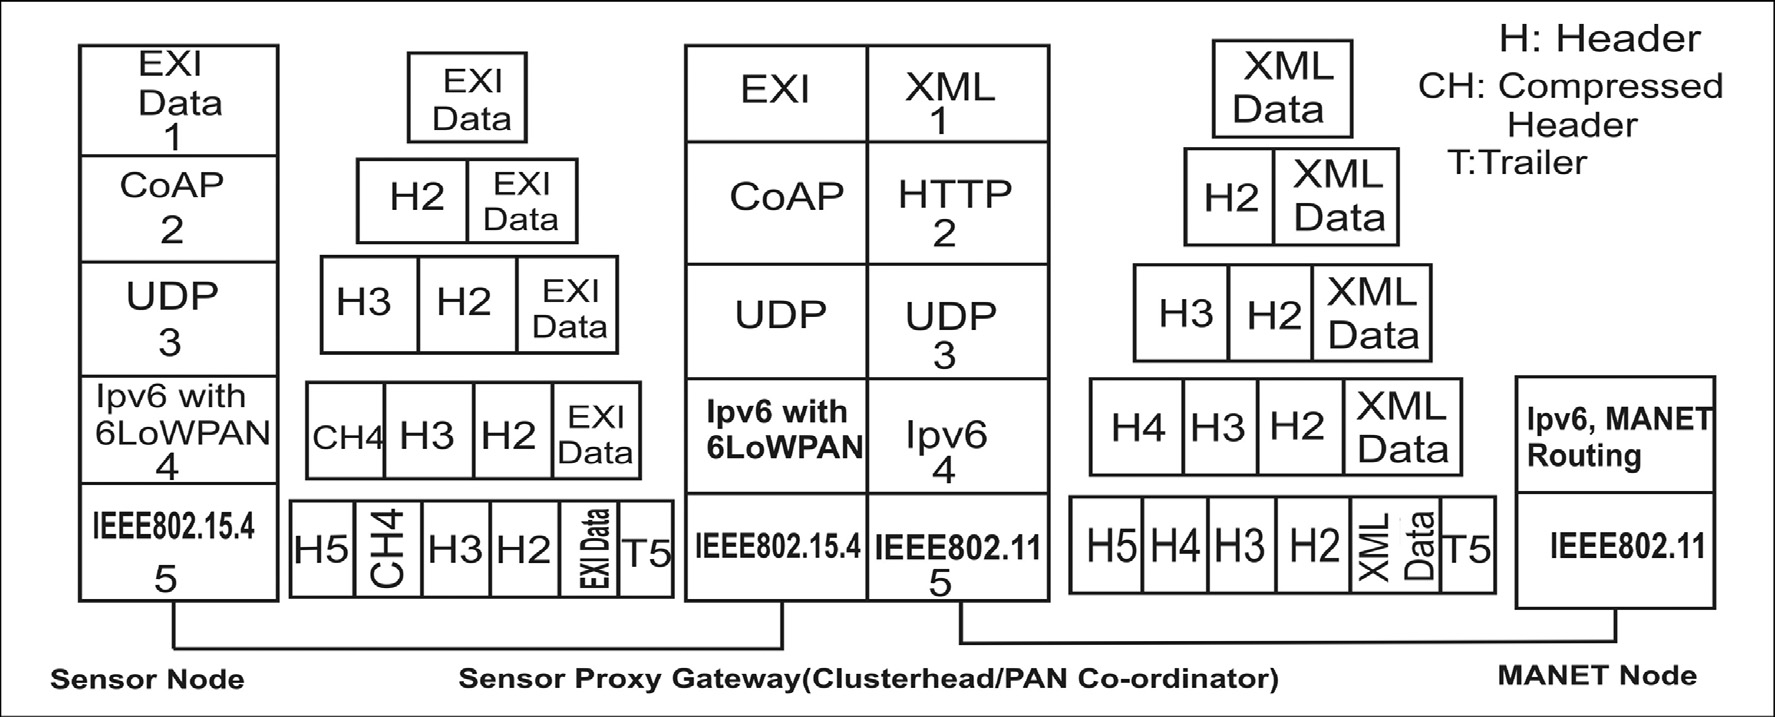 EXI
Data
1
CoAP
2
UDP
3
Ipv6 with
6LoWPAN
4
IEEE802.15.4
5
EXI
Data
H2
EXI
Data
H3
H2
EXI
Data
CH4
H3
H2
EXI
Data
H5
CH4
H3
H2
EXI Data
T5
EXI
CoAP
UDP
Ipv6 with
6LoWPAN
IEEE802.15.4
XML
1
HTTP
2
UDP
3
Ipv6
4
IEEE802.11
5
XML
Data
H2
XML
Data
H3
H2
XML
Data
H4
H3
H2
XML
Data
H5
H4
H3
H2
XML
Data
T5
H: Header
CH: Compressed
Header
T:Trailer
Ipv6, MANET
Routing
IEEE802.11
Sensor Node
Sensor Proxy Gateway(Clusterhead/PAN Co-ordinator)
MANET Node